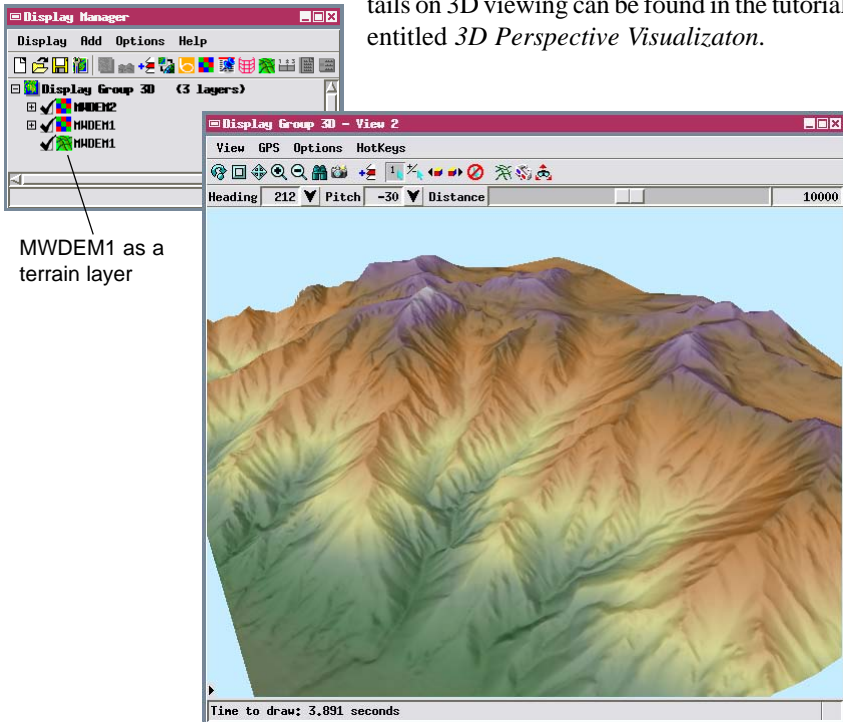 tails on 3D viewing can be found in the tutorial
entitled 3D Perspective Visualizaton.
Display Manager
Display Add Options Help
Display Group 3D (3 layers)
MWDEM2
MWDEM1
MWDEM1
MWDEM1 as a
terrain layer
Display Group 3D - View 2
View GPS Options HotKeys
Heading 212 Pitch -30 Distance 10000
Time to draw: 3.891 seconds